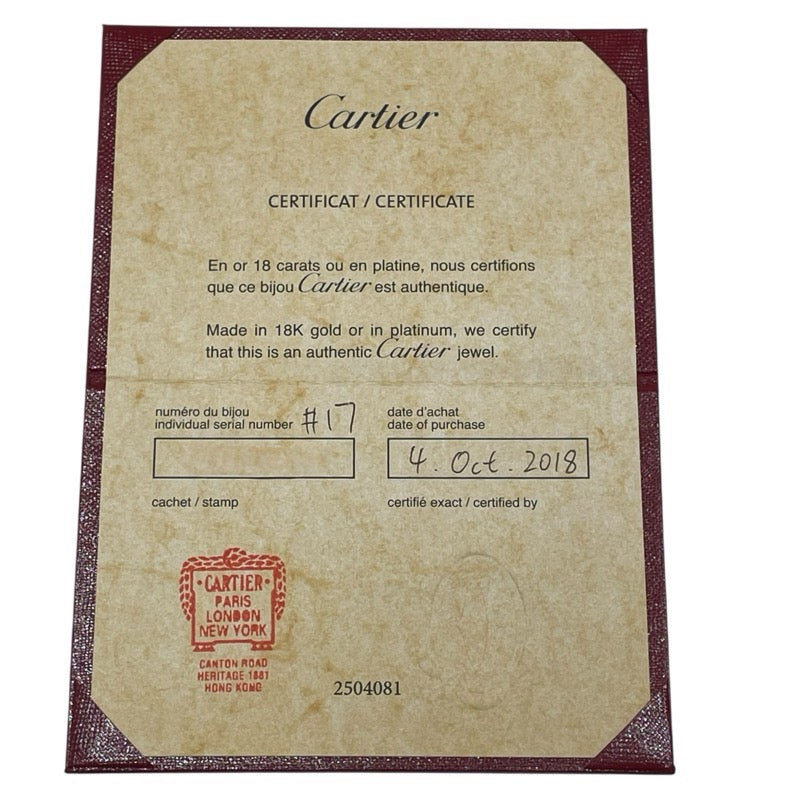 Cartier
CERTIFICAT / CERTIFICATE
En or 18 carats ou en platine, nous certifions
que ce bijou Cartier est authentique.
Made in 18K gold or in platinum, we certify
that this is an authentic Cartier jewel.
numéro du bijou
individual serial number #17
date d'achat
date of purchase
4. Oct. 2018
cachet / stamp
certifié exact / certified by
CARTIER
PARIS
LONDON
NEW YORK
CANTON ROAD
HERITAGE 1881
HONG KONG
2504081